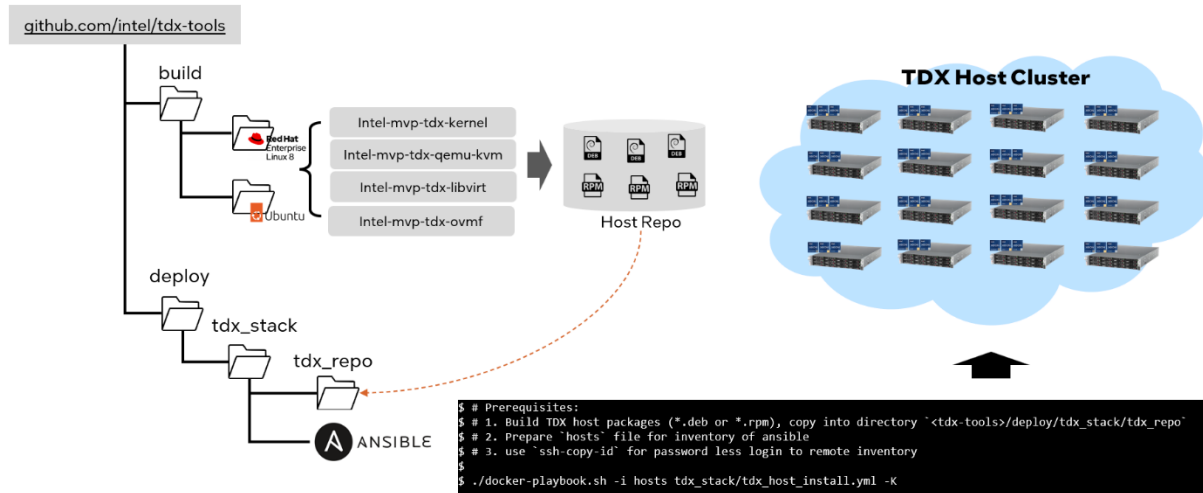 github.com/intel/tdx-tools
build
Red Hat
Enterprise
Linux 8
Ubuntu
Intel-mvp-tdx-kernel
Intel-mvp-tdx-qemu-kvm
Intel-mvp-tdx-libvirt
Intel-mvp-tdx-ovmf
DEB
DEB
DEB
RPM
RPM
RPM
Host Repo
TDX Host Cluster
deploy
tdx_stack
tdx_repo
ANSIBLE
$ # Prerequisites:
$ # 1. Build TDX host packages (*.deb or *.rpm), copy into directory `<tdx-tools>/deploy/tdx_stack/tdx_repo`
$ # 2. Prepare `hosts` file for inventory of ansible
$ # 3. use `ssh-copy-id` for password less login to remote inventory
$
$ ./docker-playbook.sh -i hosts tdx_stack/tdx_host_install.yml -K